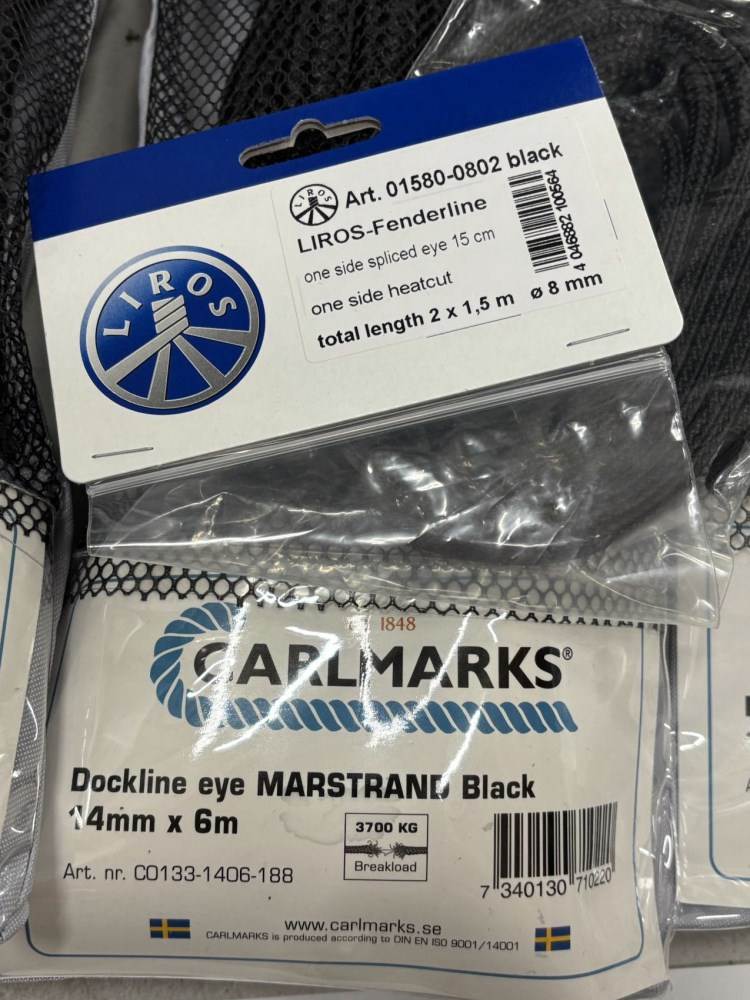 LIROS
LIROS
Art. 01580-0802 black
LIROS-Fenderline
one side spliced eye 15 cm
one side heatcut
total length 2 x 1,5 m ø 8 mm
4 046882 100564
1848
CARLMARKS®
Dockline eye MARSTRAND Black
14mm x 6m
3700 KG
Breakload
Art. nr. CO133-1406-188
7 340130 710220
www.carlmarks.se
CARLMARKS is produced according to DIN EN ISO 9001/14001